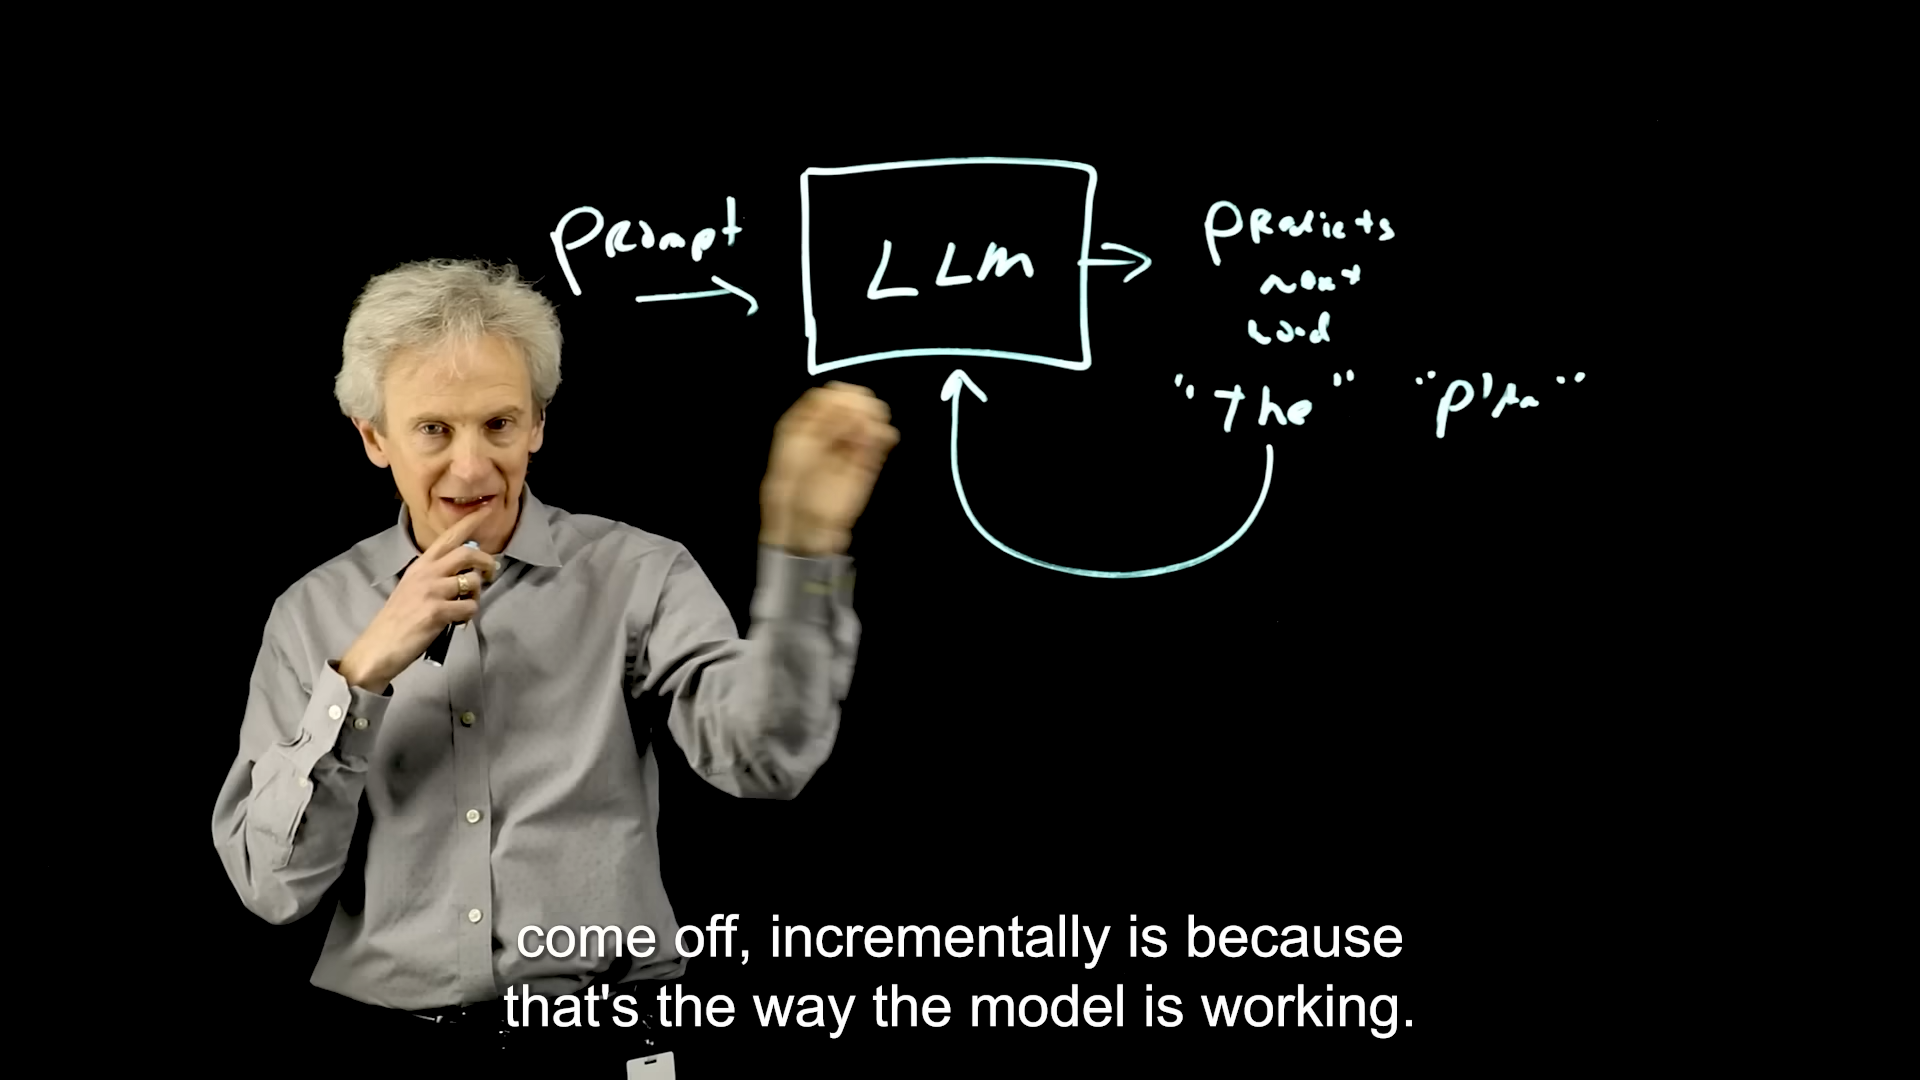 Prompt
LLM
Predicts
next
word
"the"
come off, incrementally is because
that's the way the model is working.